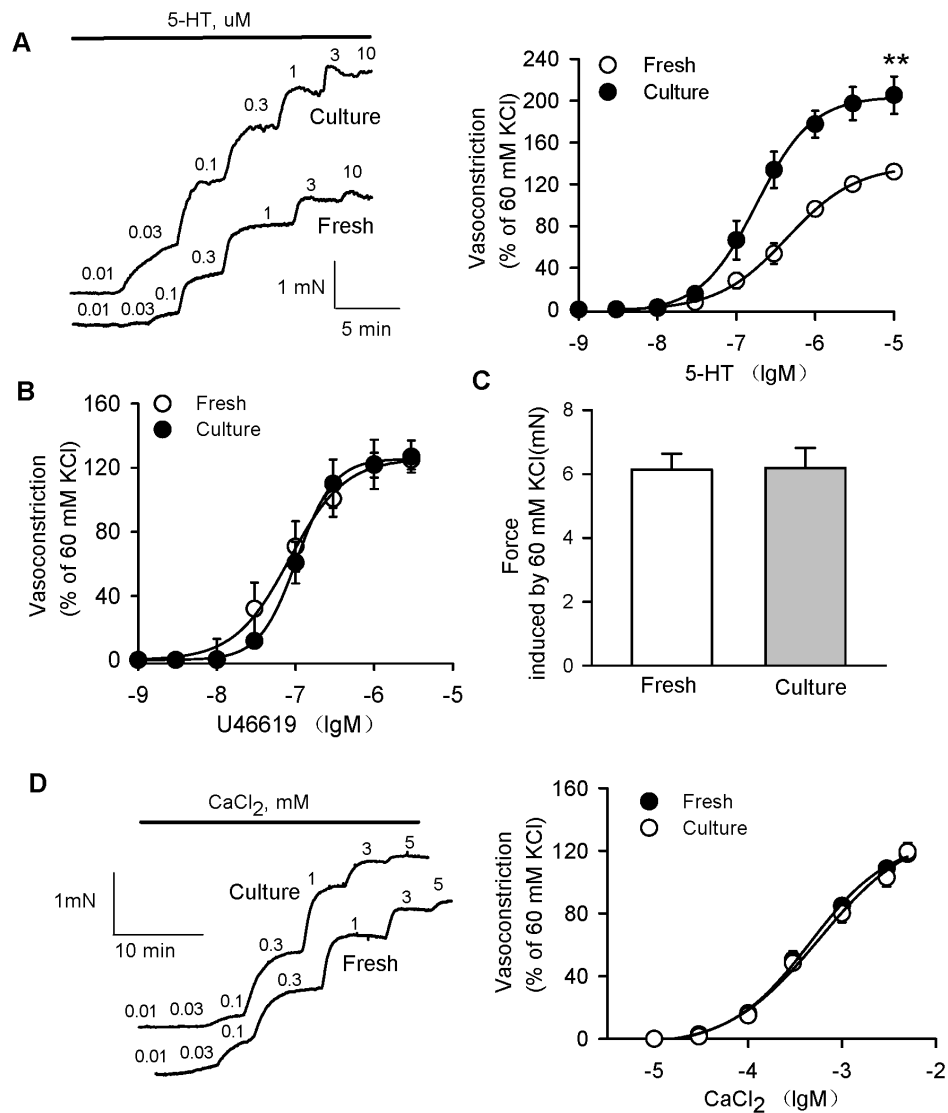 A
5-HT, uM
0.01
0.03
0.1
0.3
1
3
10
Culture
0.01
0.03
0.1
0.3
1
3
10
Fresh
1 mN
5 min
Vasoconstriction
(% of 60 mM KCl)
240
200
160
120
80
40
0
Fresh
Culture
**
-9
-8
-7
-6
-5
5-HT （lgM）
B
Vasoconstriction
(% of 60 mM KCl)
160
120
80
40
0
Fresh
Culture
-9
-8
-7
-6
-5
U46619 （lgM）
C
Force
induced by 60 mM KCl(mN)
8
6
4
2
0
Fresh
Culture
D
CaCl2, mM
1mN
10 min
0.01
0.03
0.1
0.3
1
3
5
Culture
0.01
0.03
0.1
0.3
1
3
5
Fresh
Vasoconstriction
(% of 60 mM KCl)
160
120
80
40
0
Fresh
Culture
-5
-4
-3
-2
CaCl2 （lgM）